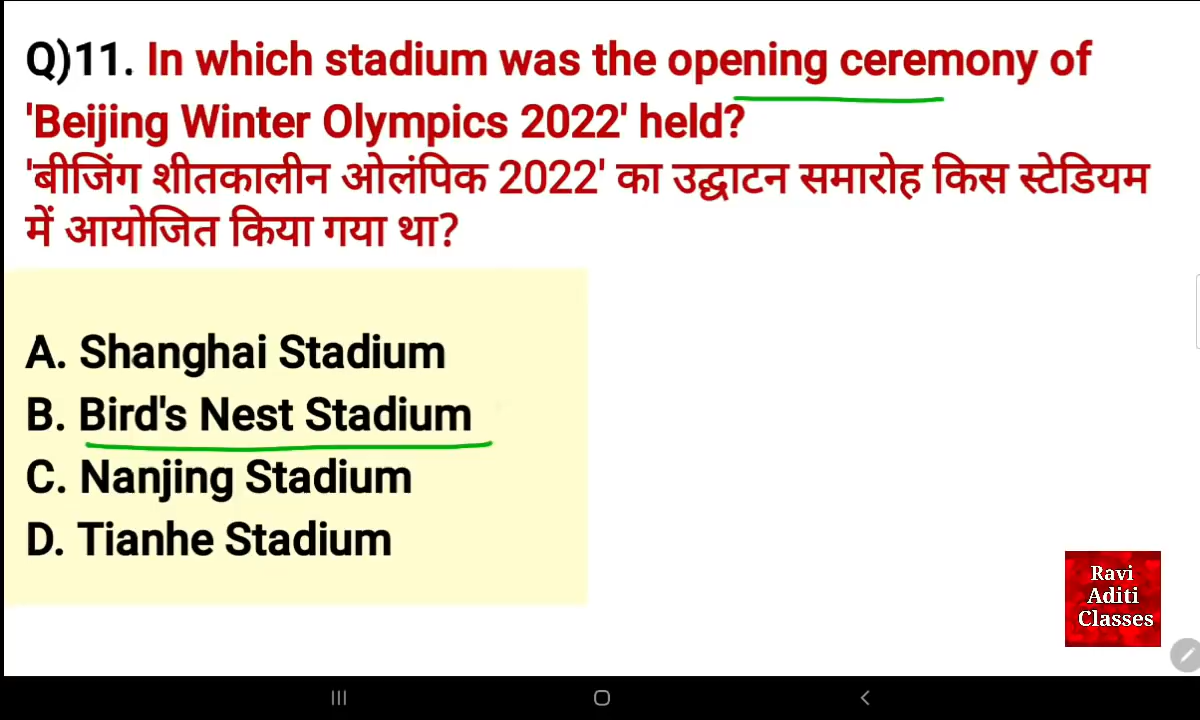 Q)11. In which stadium was the opening ceremony of
'Beijing Winter Olympics 2022' held?
'बीजिंग शीतकालीन ओलंपिक 2022' का उद्घाटन समारोह किस स्टेडियम
में आयोजित किया गया था?
A. Shanghai Stadium
B. Bird's Nest Stadium
C. Nanjing Stadium
D. Tianhe Stadium
Ravi
Aditi
Classes